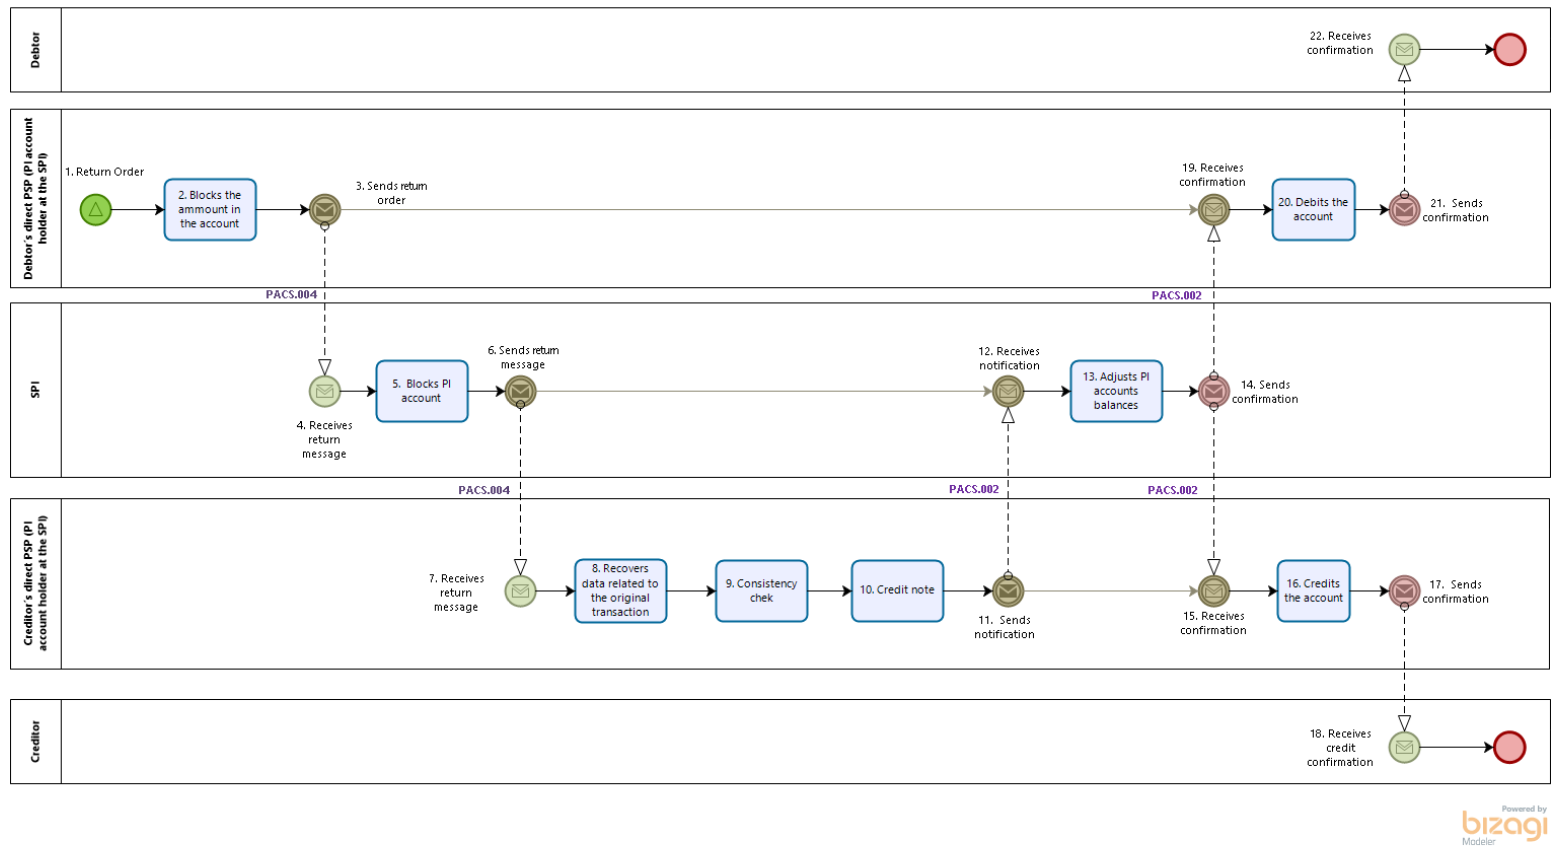 Debtor
22. Receives
confirmation
Debtor´s direct PSP (PI account
holder at the SPI)
1. Return Order
2. Blocks the
ammount in
the account
3. Sends return
order
19. Receives
confirmation
20. Debits the
account
21. Sends
confirmation
PACS.004
PACS.002
SPI
4. Receives
return
message
5. Blocks PI
account
6. Sends return
message
12. Receives
notification
13. Adjusts PI
accounts
balances
14. Sends
confirmation
PACS.004
PACS.002
PACS.002
Creditor´s direct PSP (PI
account holder at the SPI)
7. Receives
return
message
8. Recovers
data related to
the original
transaction
9. Consistency
chek
10. Credit note
11. Sends
notification
15. Receives
confirmation
16. Credits
the account
17. Sends
confirmation
Creditor
18. Receives
credit
confirmation
Powered by
bizagi
Modeler